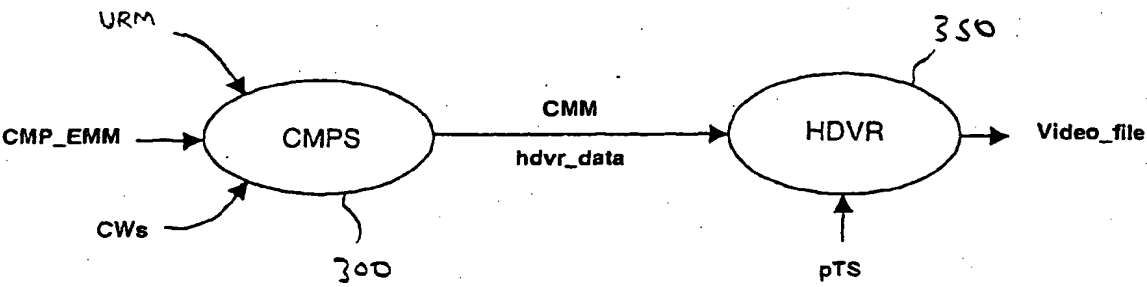 URM
350
CMM
CMP_EMM
CMPS
HDVR
Video_file
hdvr_data
CWs
300
pTS